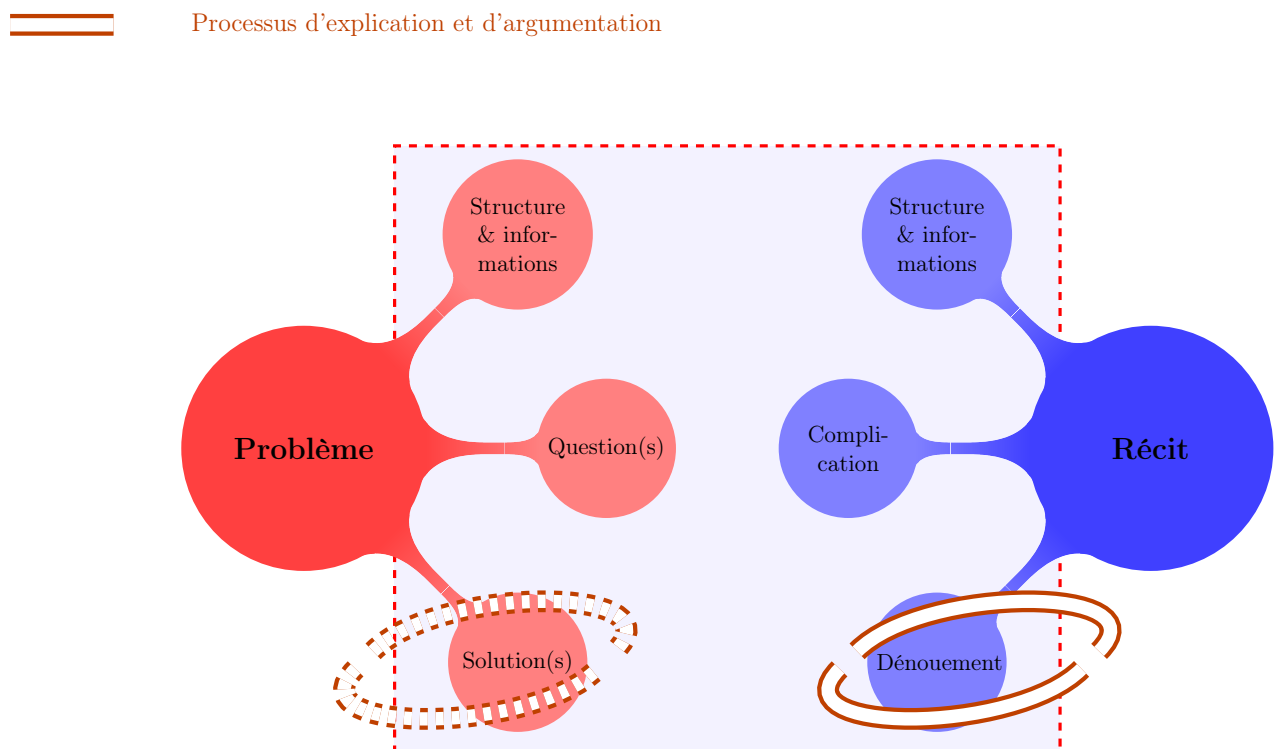 Processus d'explication et d'argumentation
Structure
& infor-
mations
Structure
& infor-
mations
Problème
Question(s)
Compli-
cation
Récit
Solution(s)
Dénouement